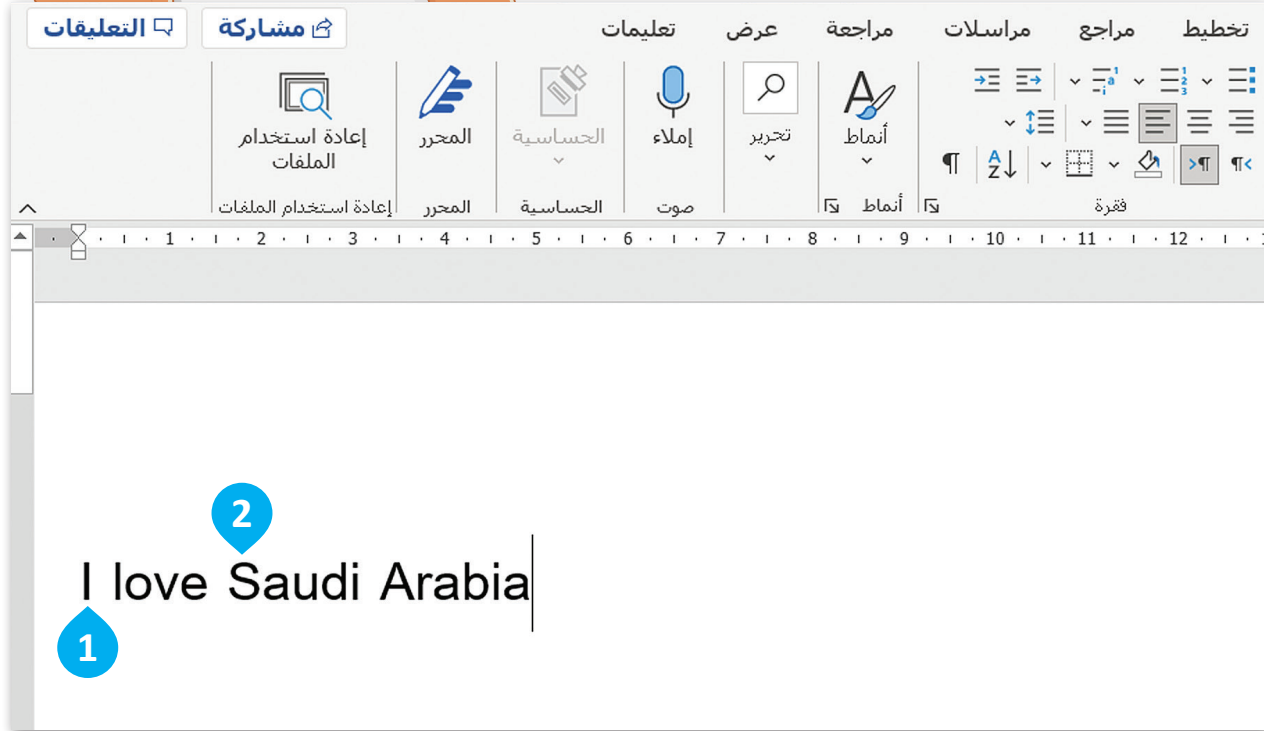 تخطيط مراجع مراسلات مراجعة عرض تعليمات مشاركة التعليقات
أنماط
تحرير
إملاء
الحساسية
المحرر
إعادة استخدام
الملفات
فقرة
أنماط
صوت
الحساسية
المحرر
إعادة استخدام الملفات
1 2 3 4 5 6 7 8 9 10 11 12
2
I love Saudi Arabia
1